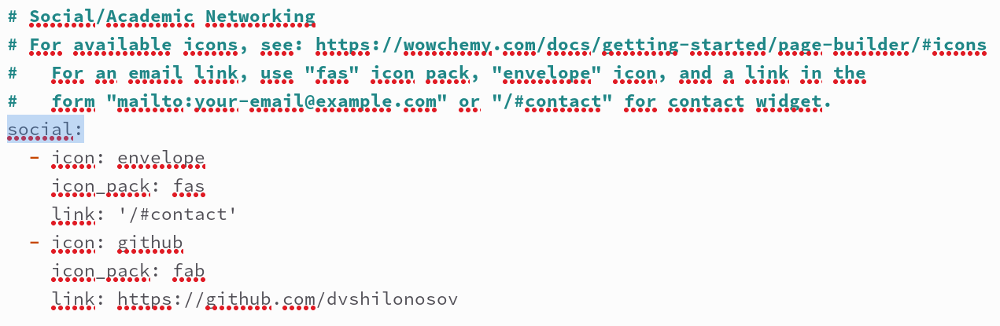 # Social/Academic Networking
# For available icons, see: https://wowchemy.com/docs/getting-started/page-builder/#icons
#   For an email link, use "fas" icon pack, "envelope" icon, and a link in the
#   form "mailto:your-email@example.com" or "/#contact" for contact widget.
social:
  - icon: envelope
    icon_pack: fas
    link: '/#contact'
  - icon: github
    icon_pack: fab
    link: https://github.com/dvshilonosov